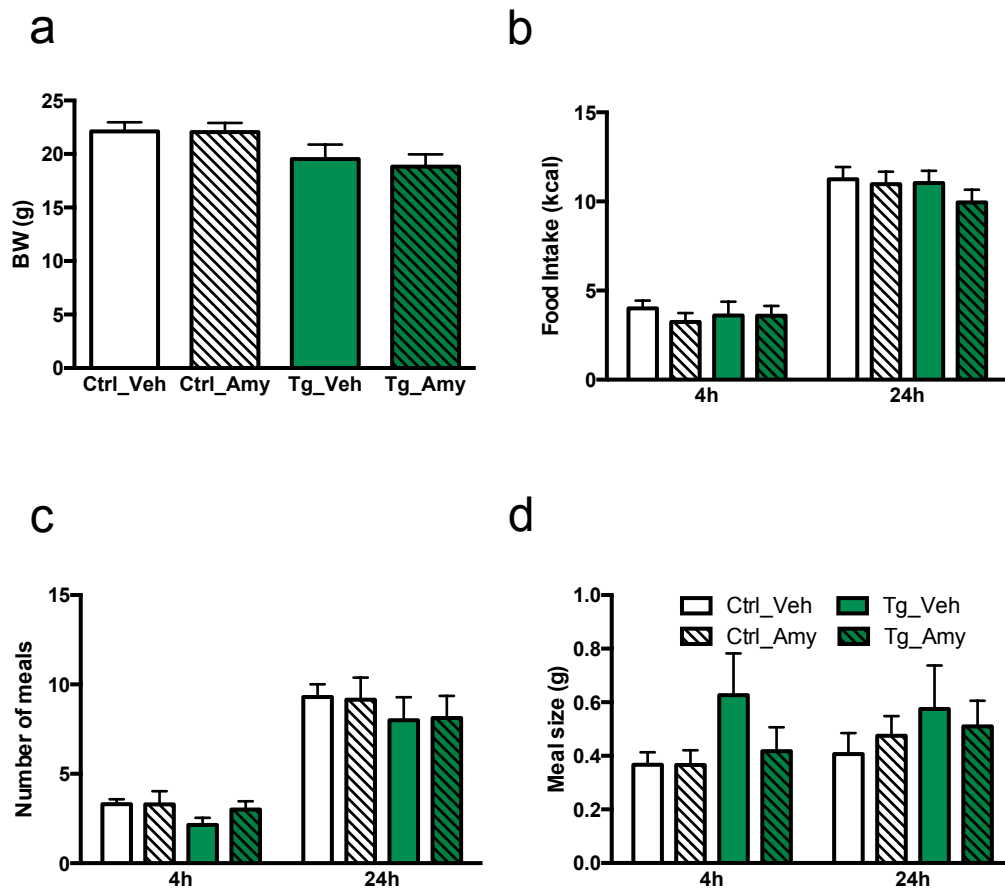 a
BW (g)
25
20
15
10
5
0
Ctrl_Veh Ctrl_Amy Tg_Veh Tg_Amy
b
Food Intake (kcal)
15
10
5
0
4h 24h
c
Number of meals
15
10
5
0
4h 24h
d
Meal size (g)
1.0
0.8
0.6
0.4
0.2
0.0
Ctrl_Veh Tg_Veh
Ctrl_Amy Tg_Amy
4h 24h